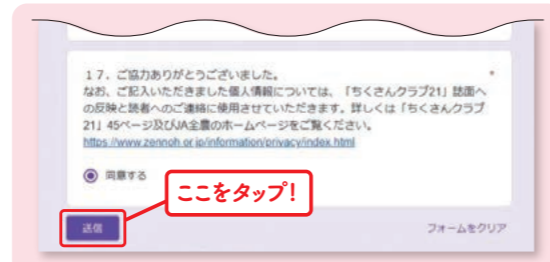 17．ご協力ありがとうございました。 *
なお、ご記入いただきました個人情報については、「ちくさんクラブ21」誌面へ
の反映と読者へのご連絡に使用させていただきます。詳しくは「ちくさんクラブ
21」45ページ及びJA全農のホームページをご覧ください。
https://www.zennoh.or.jp/information/privacy/index.html
同意する
ここをタップ！
送信
フォームをクリア